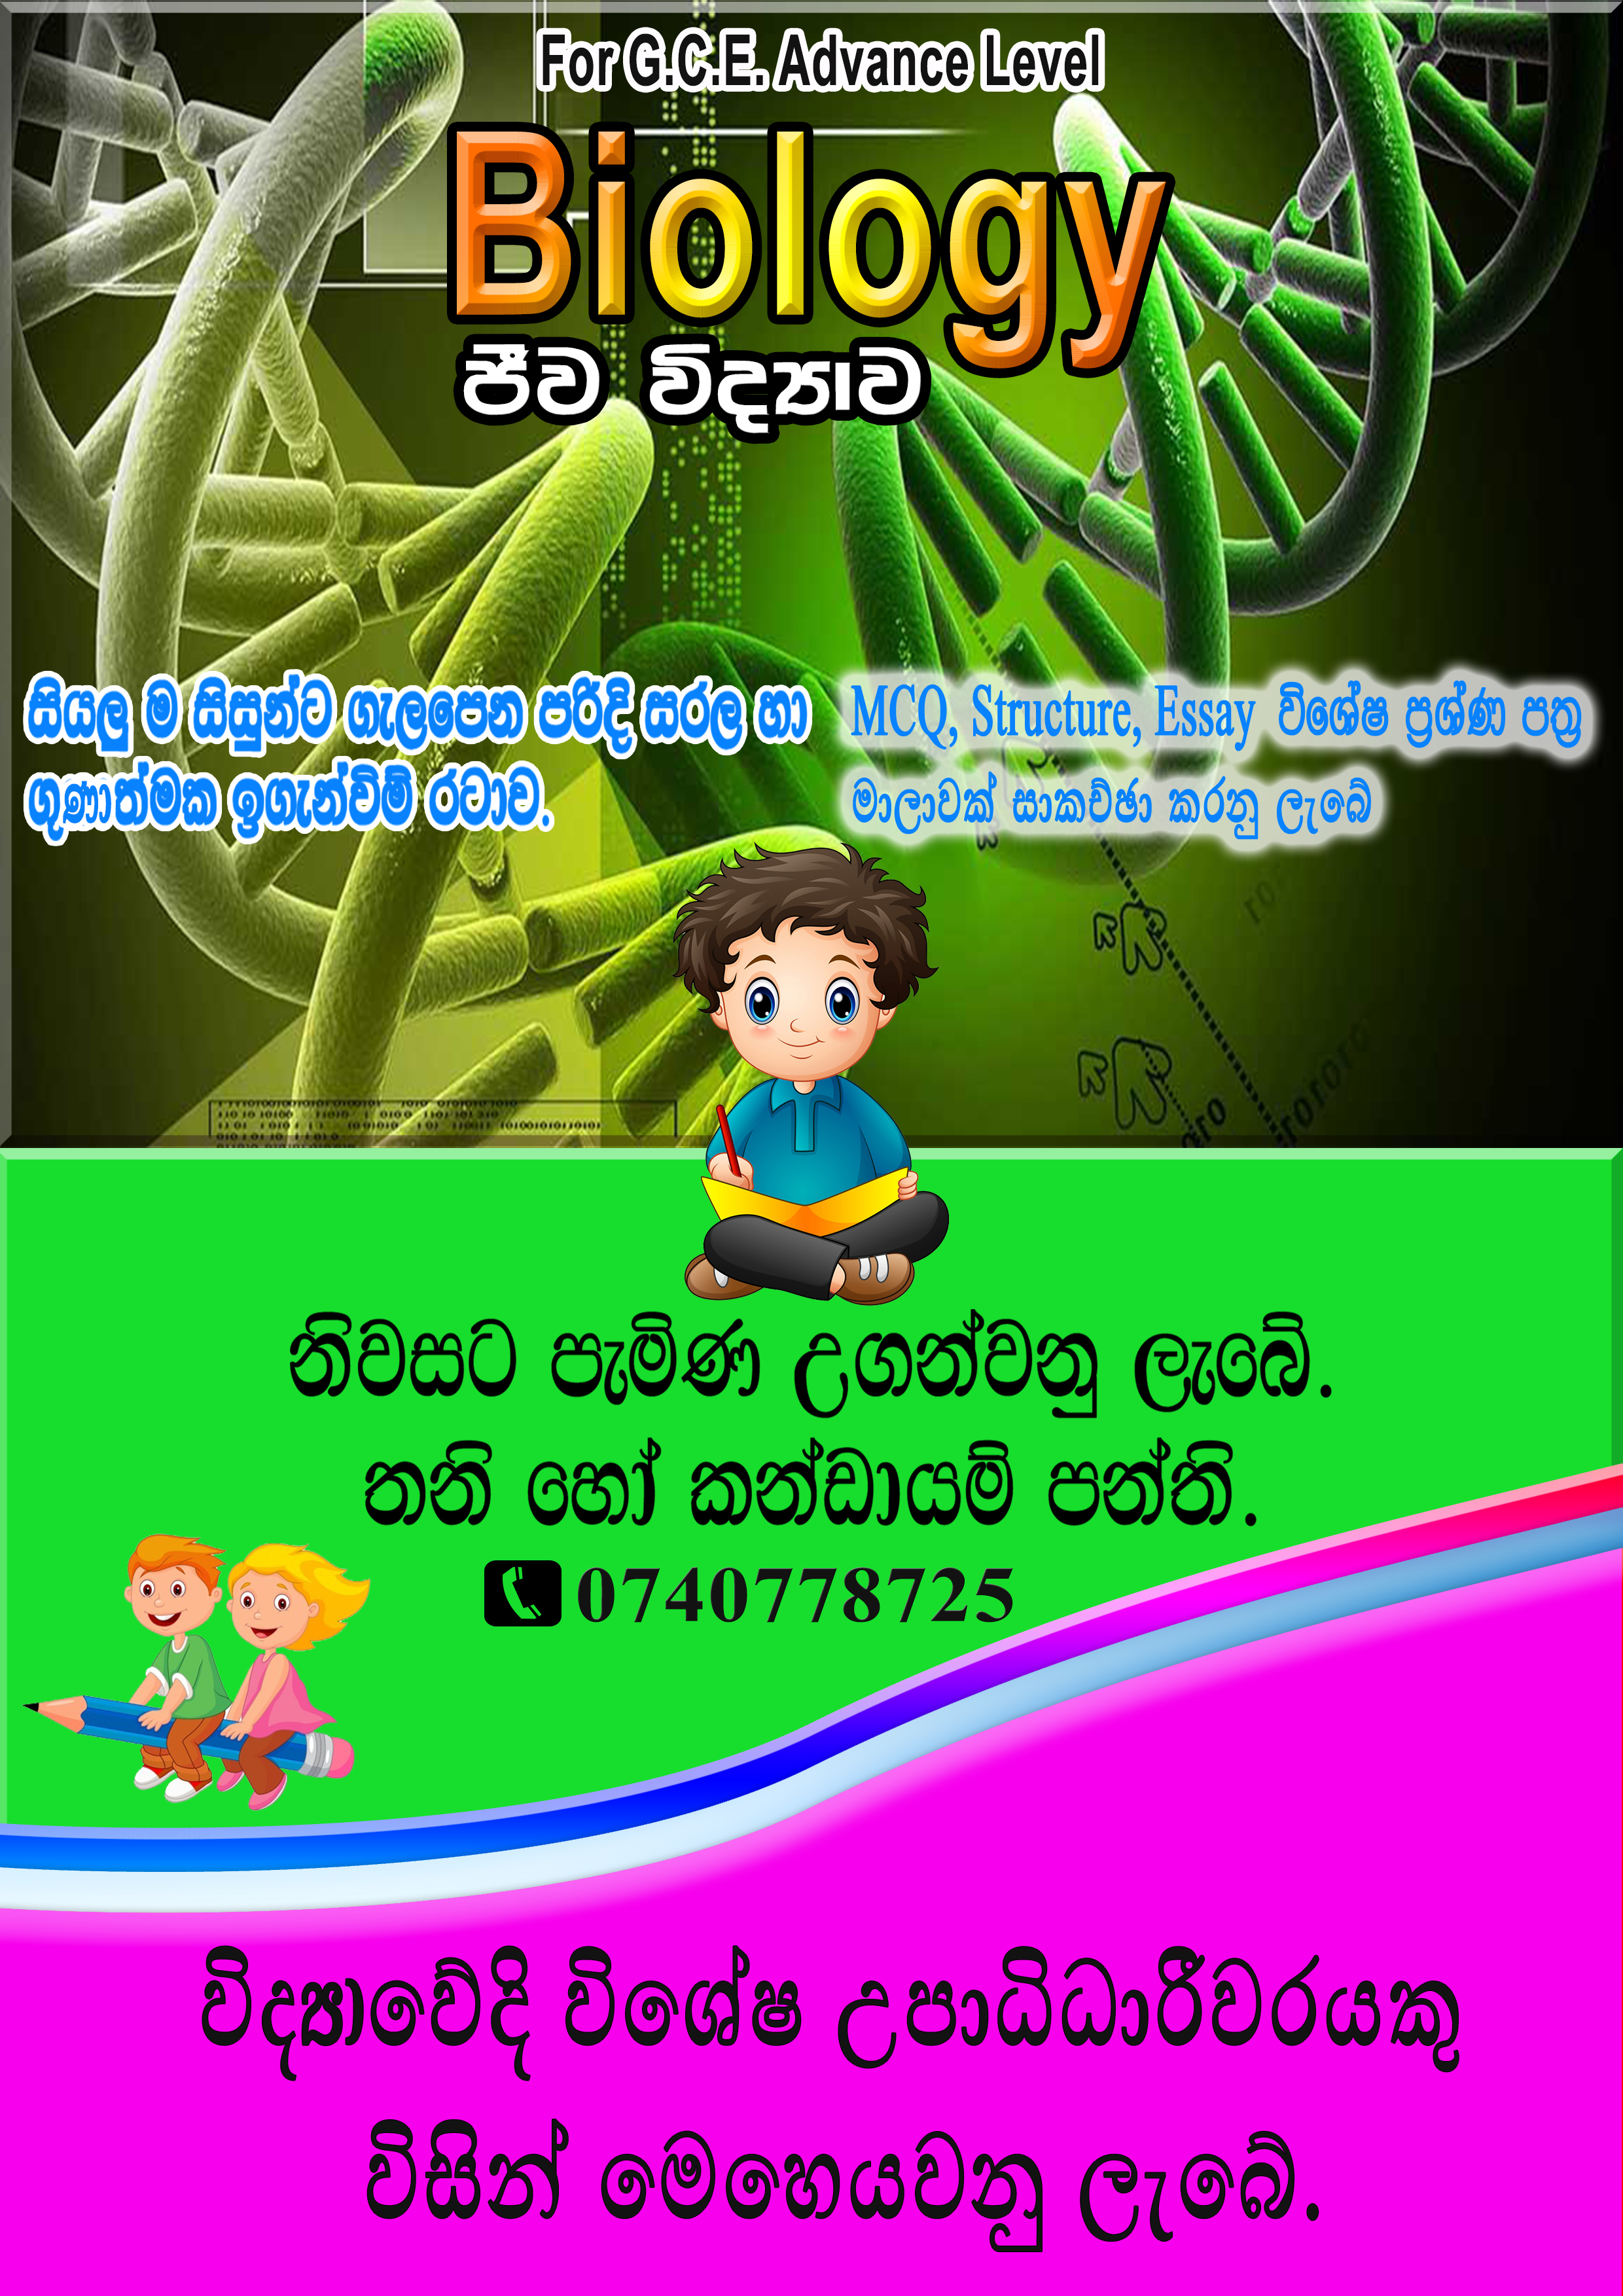 For G.C.E. Advance Level
Biology
ජීව විද්‍යාව
සියලු ම සිසුන්ට ගැලපෙන පරිදි සරල හා
ගුණාත්මක ඉගැන්වීම් රටාව.
MCQ, Structure, Essay විශේෂ ප්‍රශ්ණ පත්‍ර
මාලාවක් සාකච්ඡා කරනු ලැබේ
නිවසට පැමිණ උගන්වනු ලැබේ.
තනි හෝ කන්ඩායම් පන්ති.
0740778725
විද්‍යාවේදි විශේෂ උපාධිධාරීවරයකු
විසින් මෙහෙයවනු ලැබේ.